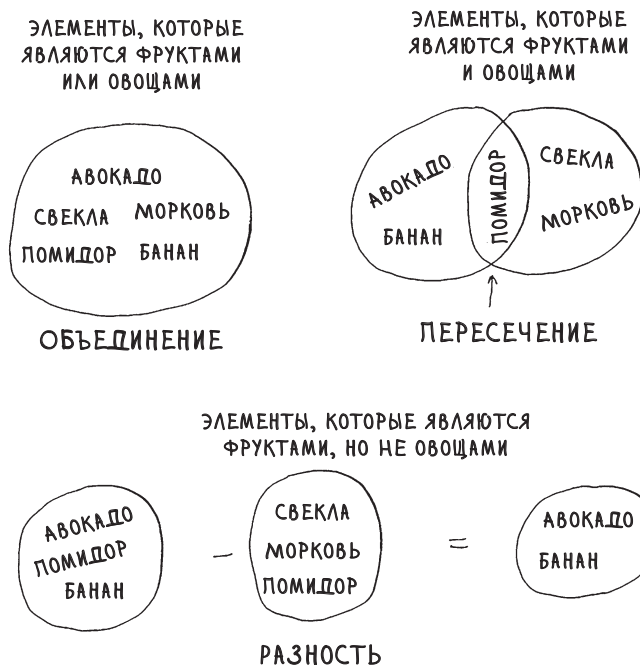 ЭЛЕМЕНТЫ, КОТОРЫЕ
ЯВЛЯЮТСЯ ФРУКТАМИ
ИЛИ ОВОЩАМИ
АВОКАДО
СВЕКЛА МОРКОВЬ
ПОМИДОР БАНАН
ОБЪЕДИНЕНИЕ
ЭЛЕМЕНТЫ, КОТОРЫЕ
ЯВЛЯЮТСЯ ФРУКТАМИ
И ОВОЩАМИ
АВОКАДО
БАНАН
ПОМИДОР
СВЕКЛА
МОРКОВЬ
ПЕРЕСЕЧЕНИЕ
ЭЛЕМЕНТЫ, КОТОРЫЕ ЯВЛЯЮТСЯ
ФРУКТАМИ, НО НЕ ОВОЩАМИ
АВОКАДО
ПОМИДОР
БАНАН
–
СВЕКЛА
МОРКОВЬ
ПОМИДОР
=
АВОКАДО
БАНАН
РАЗНОСТЬ